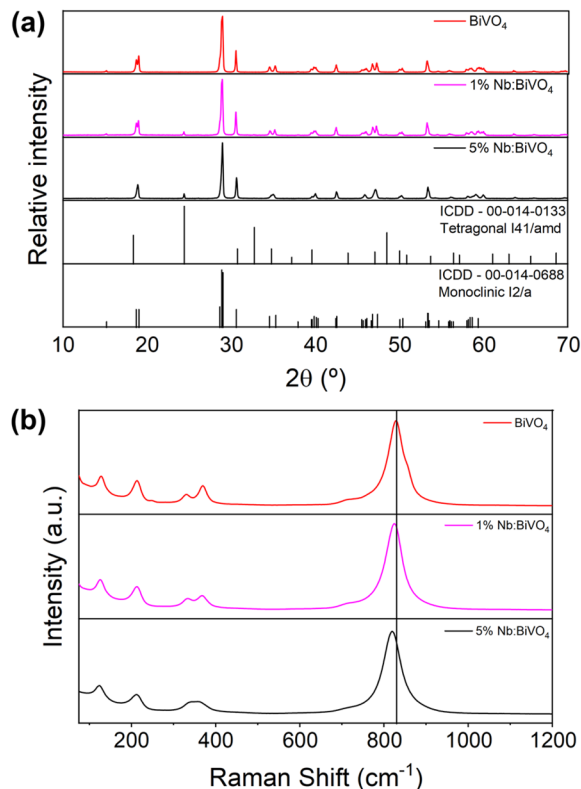 (a)
BiVO₄
1% Nb:BiVO₄
5% Nb:BiVO₄
ICDD - 00-014-0133
Tetragonal I41/amd
ICDD - 00-014-0688
Monoclinic I2/a
Relative intensity
10 20 30 40 50 60 70
2θ (º)
(b)
BiVO₄
1% Nb:BiVO₄
5% Nb:BiVO₄
Intensity (a.u.)
200 400 600 800 1000 1200
Raman Shift (cm⁻¹)